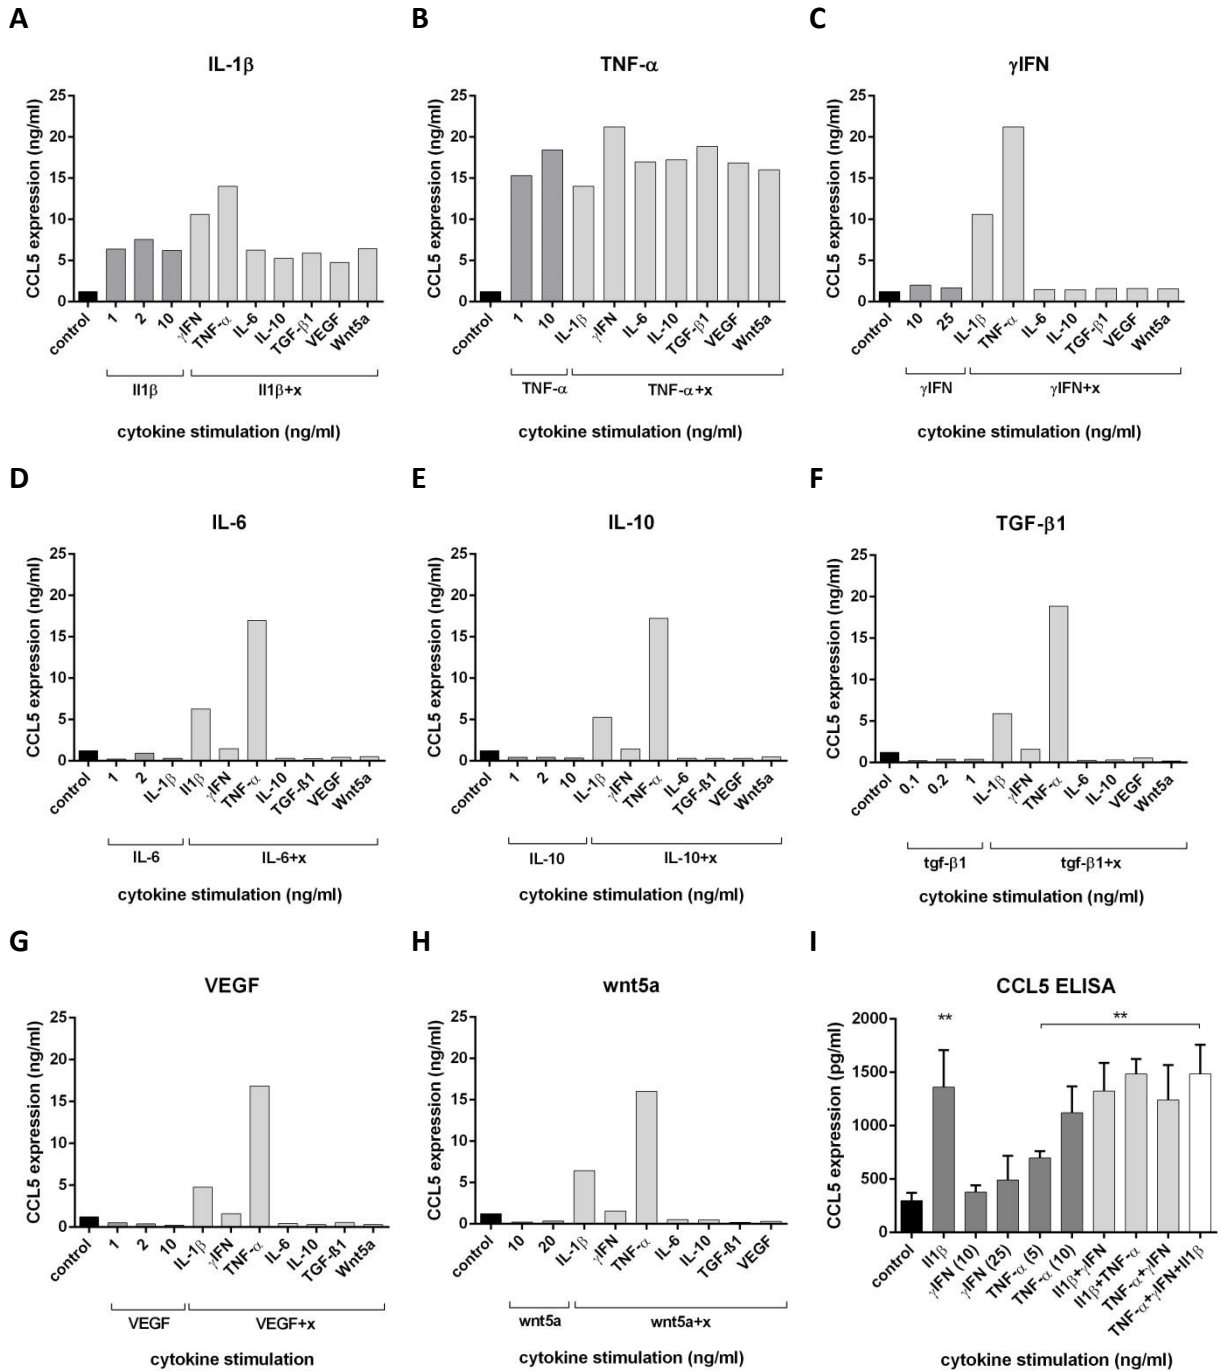 A
IL-1β
CCL5 expression (ng/ml)
25
20
15
10
5
0
control
1
2
10
γIFN
TNF-α
IL-6
IL-10
TGF-β1
VEGF
Wnt5a
Il1β
Il1β+x
cytokine stimulation (ng/ml)
B
TNF-α
CCL5 expression (ng/ml)
25
20
15
10
5
0
control
1
10
IL-1β
γIFN
IL-6
IL-10
TGF-β1
VEGF
Wnt5a
TNF-α
TNF-α+x
cytokine stimulation (ng/ml)
C
γIFN
CCL5 expression (ng/ml)
25
20
15
10
5
0
control
10
25
IL-1β
TNF-α
IL-6
IL-10
TGF-β1
VEGF
Wnt5a
γIFN
γIFN+x
cytokine stimulation (ng/ml)
D
IL-6
CCL5 expression (ng/ml)
25
20
15
10
5
0
control
1
2
IL-1β
Il1β
γIFN
TNF-α
IL-10
TGF-ß1
VEGF
Wnt5a
IL-6
IL-6+x
cytokine stimulation (ng/ml)
E
IL-10
CCL5 expression (ng/ml)
25
20
15
10
5
0
control
1
2
10
IL-1β
γIFN
TNF-α
IL-6
TGF-ß1
VEGF
Wnt5a
IL-10
IL-10+x
cytokine stimulation (ng/ml)
F
TGF-β1
CCL5 expression (ng/ml)
25
20
15
10
5
0
control
0.1
0.2
1
IL-1β
γIFN
TNF-α
IL-6
IL-10
VEGF
Wnt5a
tgf-β1
tgf-β1+x
cytokine stimulation (ng/ml)
G
VEGF
CCL5 expression (ng/ml)
25
20
15
10
5
0
control
1
2
10
IL-1β
γIFN
TNF-α
IL-6
IL-10
TGF-ß1
Wnt5a
VEGF
VEGF+x
cytokine stimulation
H
wnt5a
CCL5 expression (ng/ml)
25
20
15
10
5
0
control
10
20
IL-1β
γIFN
TNF-α
IL-6
IL-10
TGF-ß1
VEGF
wnt5a
wnt5a+x
cytokine stimulation (ng/ml)
I
CCL5 ELISA
CCL5 expression (pg/ml)
2000
1500
1000
500
0
**
**
control
Il1β
γIFN (10)
γIFN (25)
TNF-α (5)
TNF-α (10)
Il1β+γIFN
Il1β+TNF-α
TNF-α+γIFN
TNF-α+γIFN+Il1β
cytokine stimulation (ng/ml)